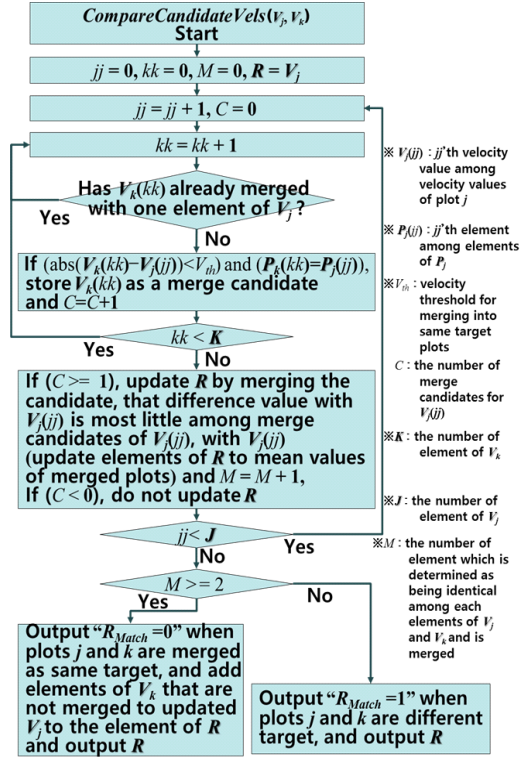 CompareCandidateVels(Vj, Vk)
Start
jj = 0, kk = 0, M = 0, R = Vj
jj = jj + 1, C = 0
kk = kk + 1
Has Vk(kk) already merged
with one element of Vj ?
Yes
No
If (abs(Vk(kk)−Vj(jj))<Vth) and (Pk(kk)=Pj(jj)),
store Vk(kk) as a merge candidate
and C=C+1
kk < K
Yes
No
If (C >= 1), update R by merging the
candidate, that difference value with
Vj(jj) is most little among merge
candidates of Vj(jj), with Vj(jj)
(update elements of R to mean values
of merged plots) and M = M + 1,
If (C < 0), do not update R
jj < J
Yes
No
M >= 2
Yes
No
Output “RMatch =0” when
plots j and k are merged
as same target, and add
elements of Vk that are
not merged to updated
Vj to the element of R
and output R
Output “RMatch =1” when
plots j and k are different
target, and output R
※ Vj(jj) : jj’th velocity
value among
velocity values
of plot j
※ Pj(jj) : jj’th element
among elements
of Pj
※Vth : velocity
threshold for
merging into
same target
plots
C : the number of
merge
candidates for
Vj(jj)
※K : the number of
element of Vk
※J : the number of
element of Vj
※M : the number of
element which is
determined as
being identical
among each
elements of Vj
and Vk and is
merged